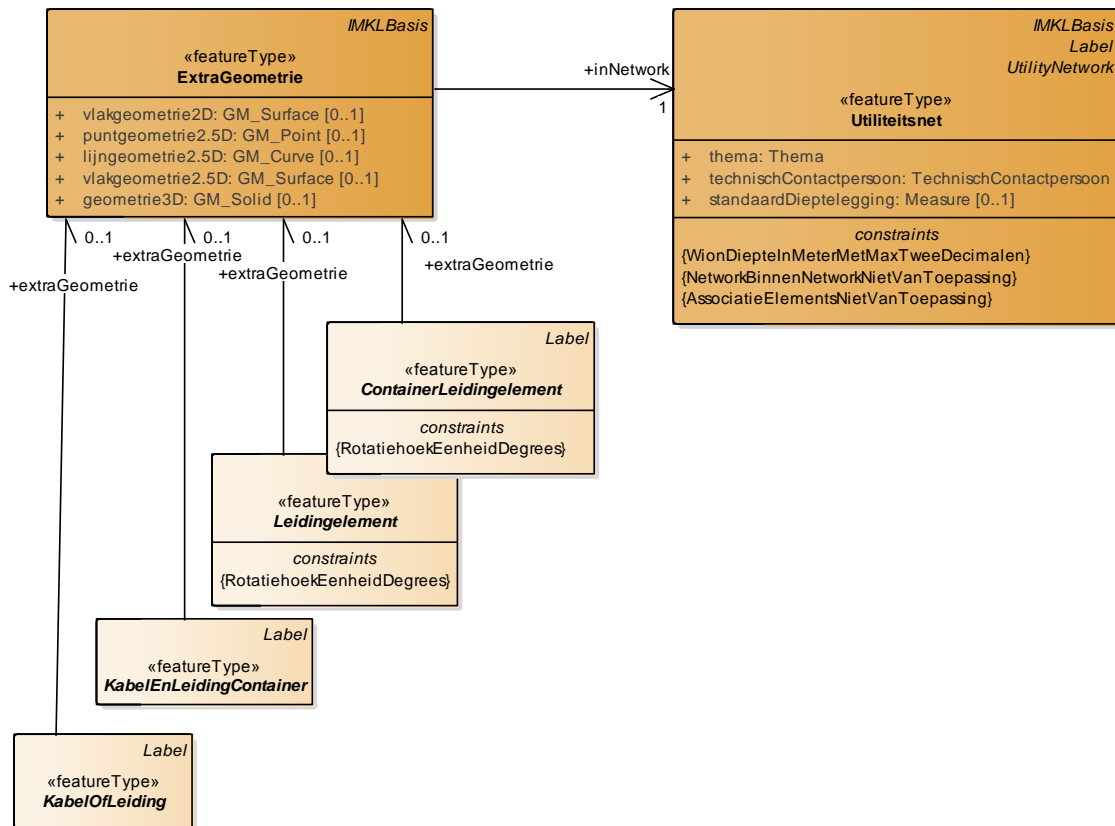 IMKLBasis
«featureType»
ExtraGeometrie
+ vlakgeometrie2D: GM_Surface [0..1]
+ puntgeometrie2.5D: GM_Point [0..1]
+ lijngeometrie2.5D: GM_Curve [0..1]
+ vlakgeometrie2.5D: GM_Surface [0..1]
+ geometrie3D: GM_Solid [0..1]
+inNetwork
1
IMKLBasis
Label
UtilityNetwork
«featureType»
Utiliteitsnet
+ thema: Thema
+ technischContactpersoon: TechnischContactpersoon
+ standaardDieptelegging: Measure [0..1]
constraints
{WionDiepteInMeterMetMaxTweeDecimalen}
{NetworkBinnenNetworkNietVanToepassing}
{AssociatieElementsNietVanToepassing}
0..1
+extraGeometrie
0..1
+extraGeometrie
0..1
+extraGeometrie
0..1
+extraGeometrie
Label
«featureType»
ContainerLeidingelement
constraints
{RotatiehoekEenheidDegrees}
«featureType»
Leidingelement
constraints
{RotatiehoekEenheidDegrees}
Label
«featureType»
KabelEnLeidingContainer
Label
«featureType»
KabelOfLeiding